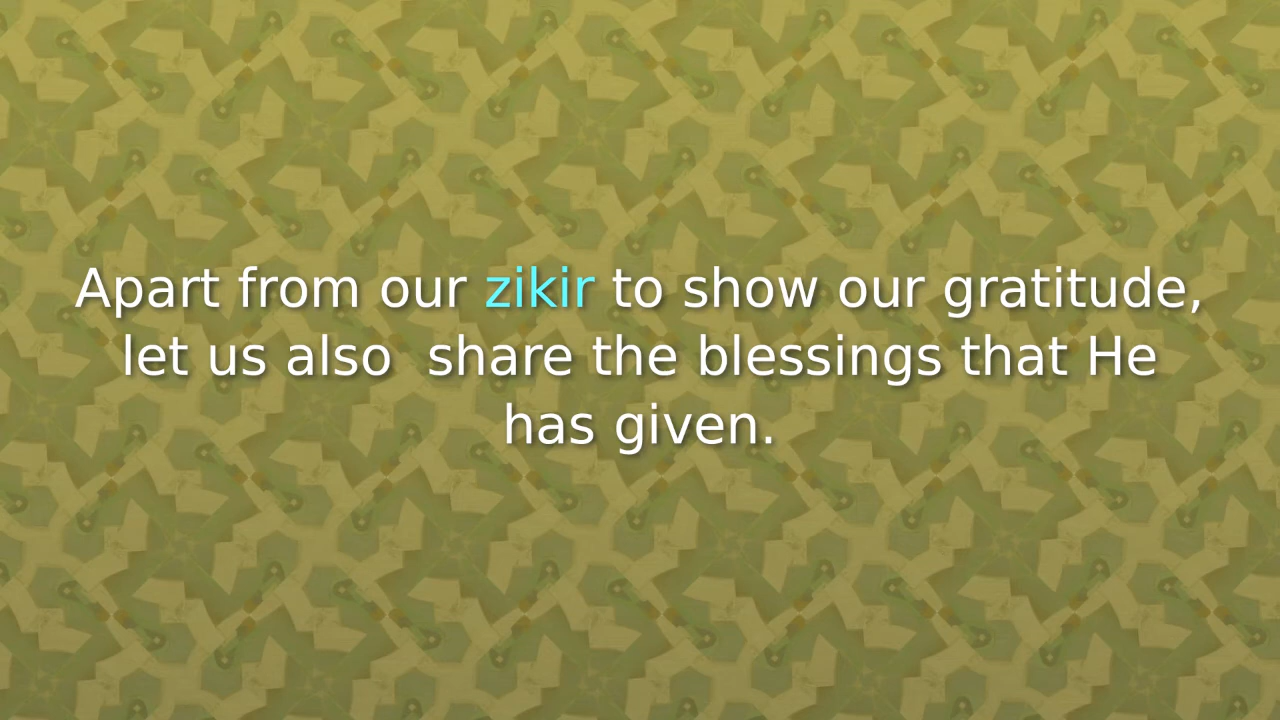 Apart from our zikir to show our gratitude,
let us also  share the blessings that He
has given.